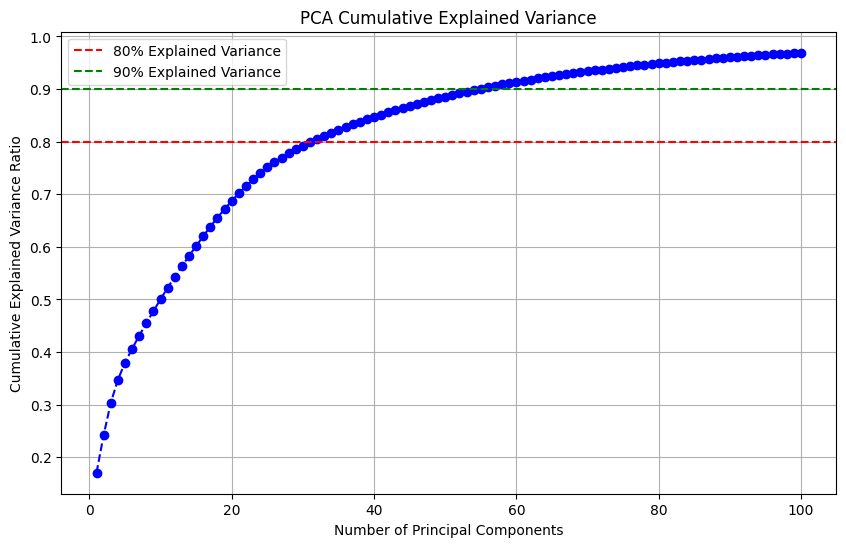 PCA Cumulative Explained Variance
80% Explained Variance
90% Explained Variance
Cumulative Explained Variance Ratio
1.0
0.9
0.8
0.7
0.6
0.5
0.4
0.3
0.2
0 20 40 60 80 100
Number of Principal Components